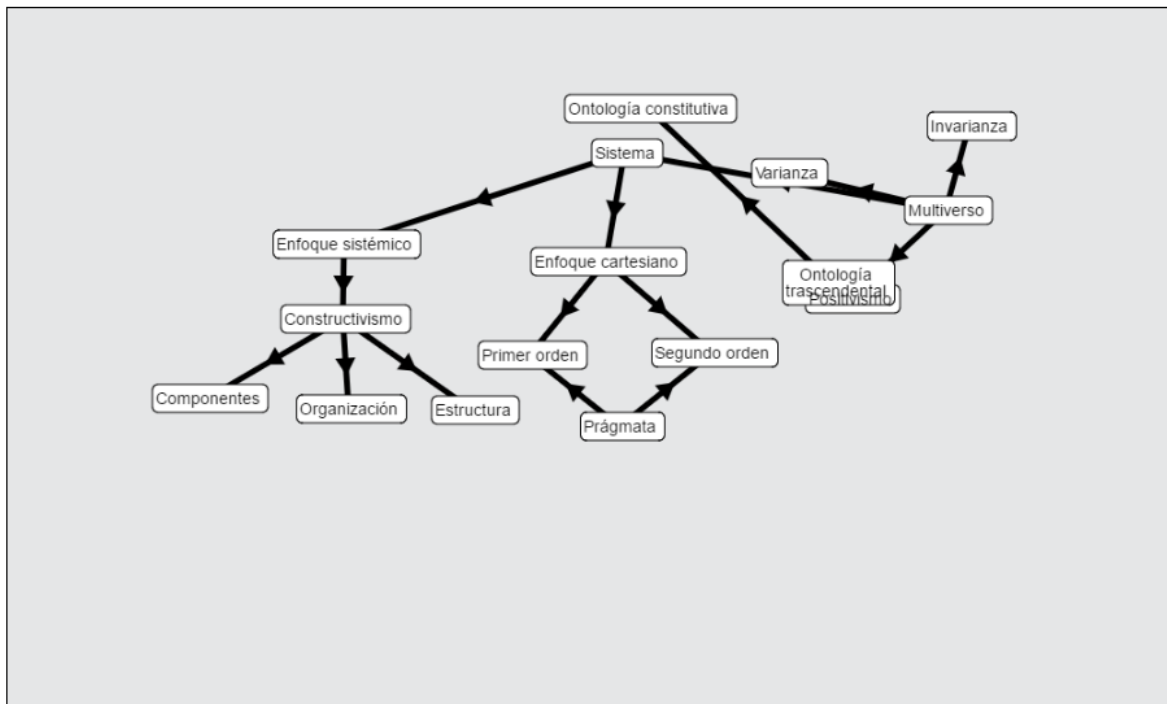 Ontología constitutiva
Invarianza
Sistema
Varianza
Multiverso
Enfoque sistémico
Enfoque cartesiano
Ontología
trascendental
Positivismo
Constructivismo
Primer orden
Segundo orden
Componentes
Organización
Estructura
Prágmata